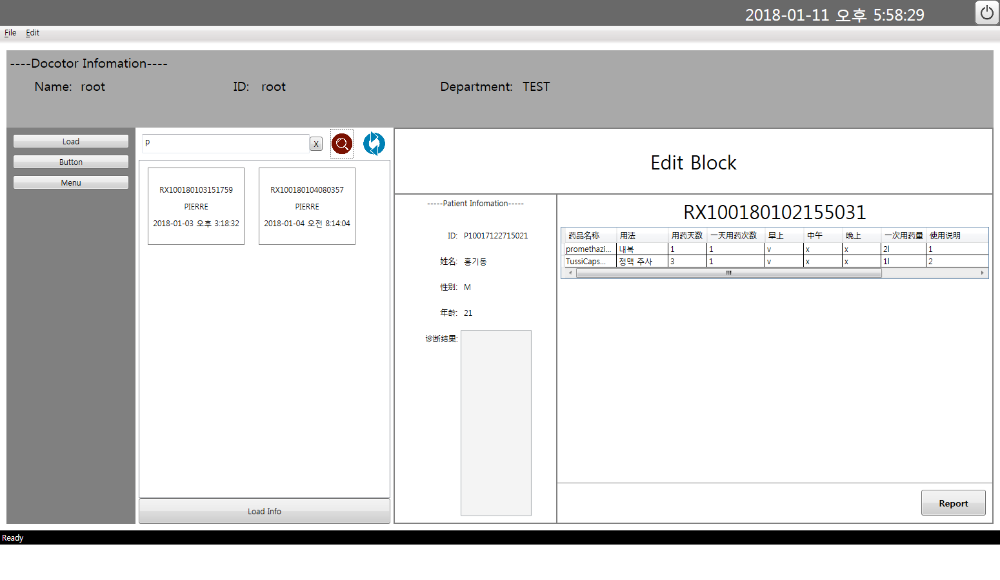 2018-01-11 오후 5:58:29
File Edit
----Docotor Infomation----
Name: root ID: root Department: TEST
Load
Button
Menu
p X
RX100180103151759
PIERRE
2018-01-03 오후 3:18:32
RX100180104080357
PIERRE
2018-01-04 오전 8:14:04
Load Info
Edit Block
-----Patient Infomation-----
ID: P10017122715021
姓名: 홍기동
性别: M
年龄: 21
诊断结果:
RX100180102155031
药品名称 用法 用药天数 一天用药次数 早上 中午 晚上 一次用药量 使用说明
promethazi... 내복 1 1 v x x 2l 1
TussiCaps... 정맥 주사 3 1 v x x 1l 2
Report
Ready